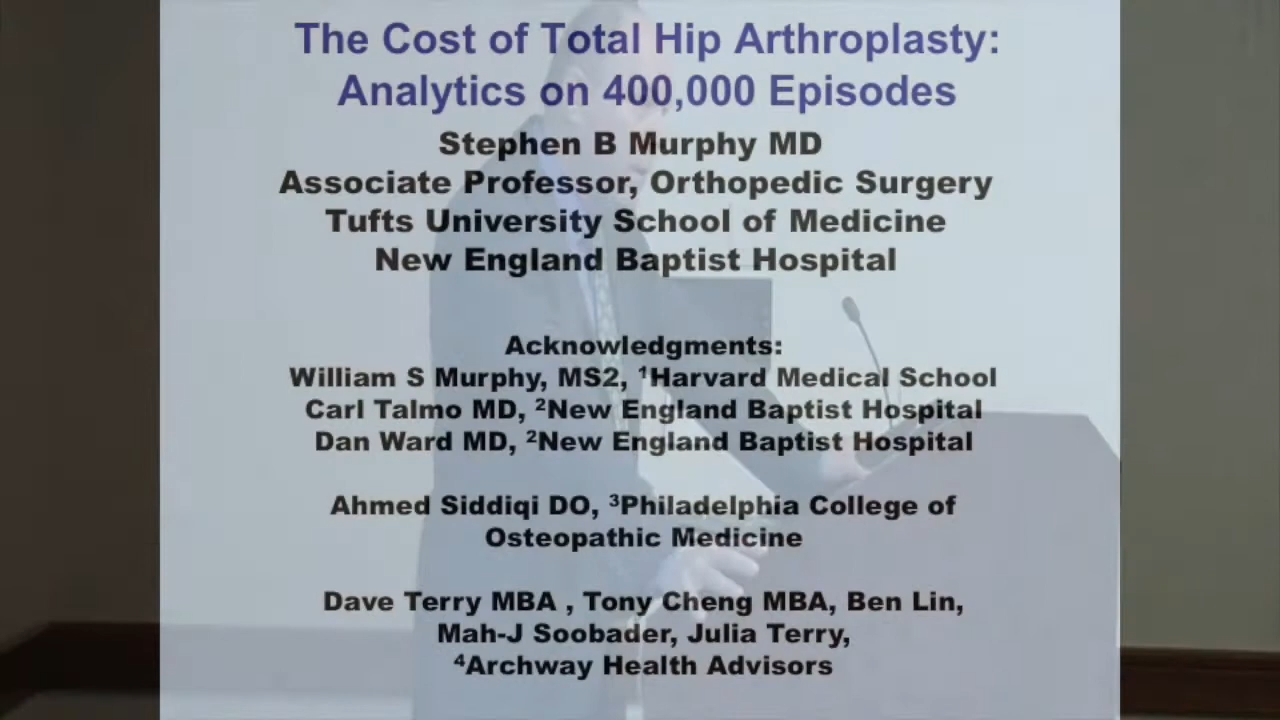 The Cost of Total Hip Arthroplasty:
Analytics on 400,000 Episodes
Stephen B Murphy MD
Associate Professor, Orthopedic Surgery
Tufts University School of Medicine
New England Baptist Hospital
Acknowledgments:
William S Murphy, MS2, ¹Harvard Medical School
Carl Talmo MD, ²New England Baptist Hospital
Dan Ward MD, ²New England Baptist Hospital
Ahmed Siddiqi DO, ³Philadelphia College of
Osteopathic Medicine
Dave Terry MBA , Tony Cheng MBA, Ben Lin,
Mah-J Soobader, Julia Terry,
⁴Archway Health Advisors